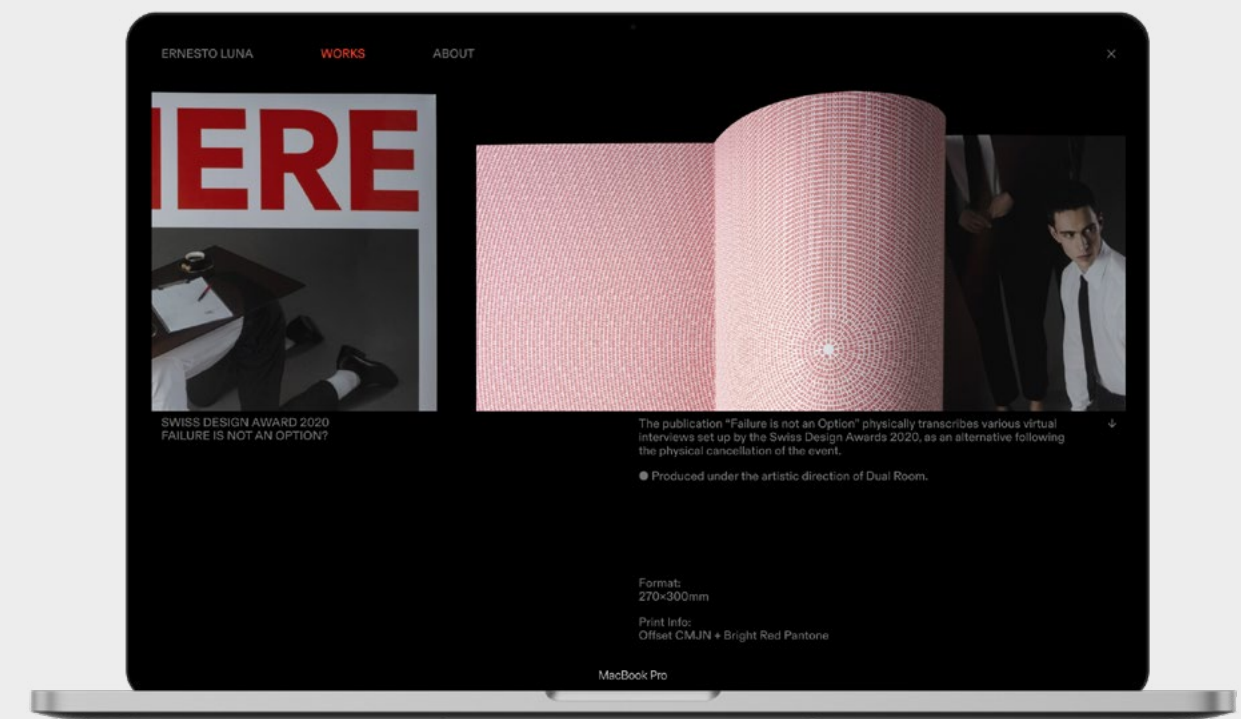 ERNESTO LUNA
WORKS
ABOUT
×
ERE
SWISS DESIGN AWARD 2020
FAILURE IS NOT AN OPTION?
The publication “Failure is not an Option” physically transcribes various virtual
interviews set up by the Swiss Design Awards 2020, as an alternative following
the physical cancellation of the event.
● Produced under the artistic direction of Dual Room.
Format:
270×300mm
Print Info:
Offset CMJN + Bright Red Pantone
MacBook Pro